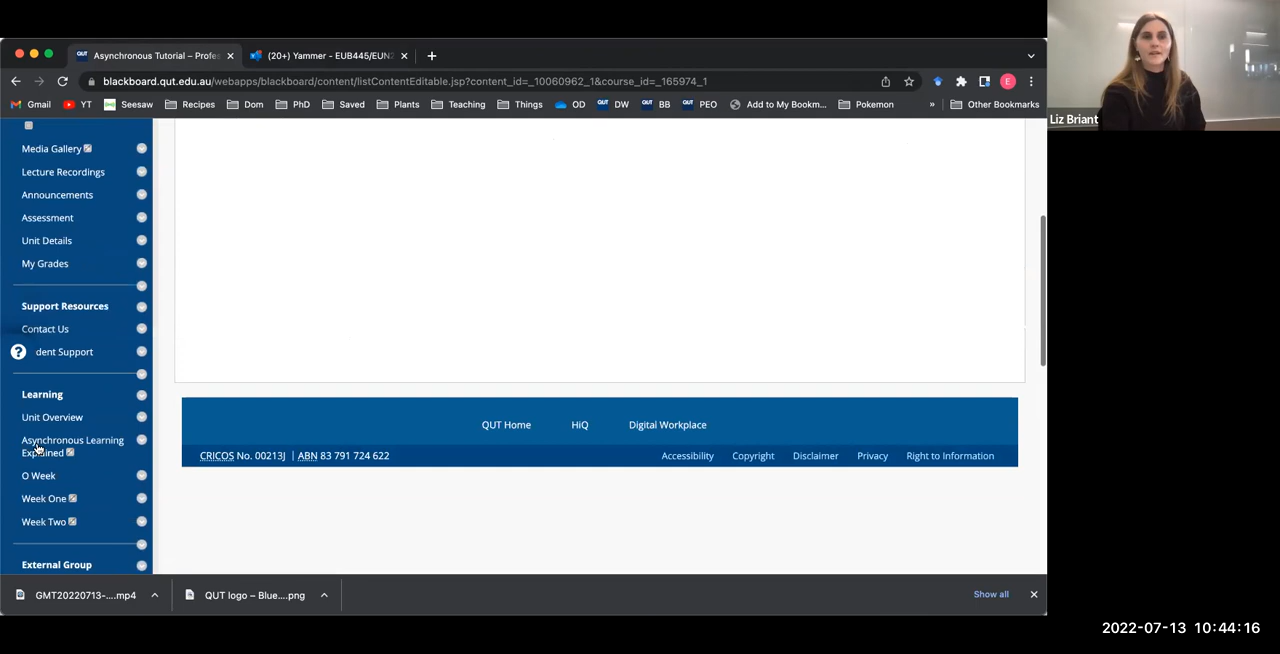 Asynchronous Tutorial – Profes
(20+) Yammer - EUB445/EUN2
blackboard.qut.edu.au/webapps/blackboard/content/listContentEditable.jsp?content_id=_10060962_1&course_id=_165974_1
Gmail YT Seesaw Recipes Dom PhD Saved Plants Teaching Things OD DW BB PEO Add to My Bookm... Pokemon » Other Bookmarks
Liz Briant
Media Gallery
Lecture Recordings
Announcements
Assessment
Unit Details
My Grades
Support Resources
Contact Us
dent Support
Learning
Unit Overview
Asynchronous Learning
Explained
O Week
Week One
Week Two
External Group
QUT Home HiQ Digital Workplace
CRICOS No. 00213J | ABN 83 791 724 622
Accessibility Copyright Disclaimer Privacy Right to Information
GMT20220713-....mp4
QUT logo – Blue....png
Show all
2022-07-13 10:44:16